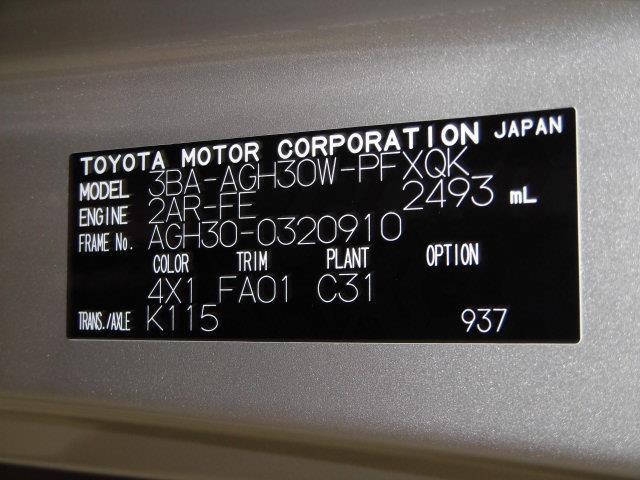 TOYOTA MOTOR CORPORATION JAPAN
MODEL 3BA-AGH30W-PFXQK
ENGINE 2AR-FE 2493 mL
FRAME No. AGH30-0320910
COLOR TRIM PLANT OPTION
4X1 FA01 C31
TRANS./AXLE K115 937